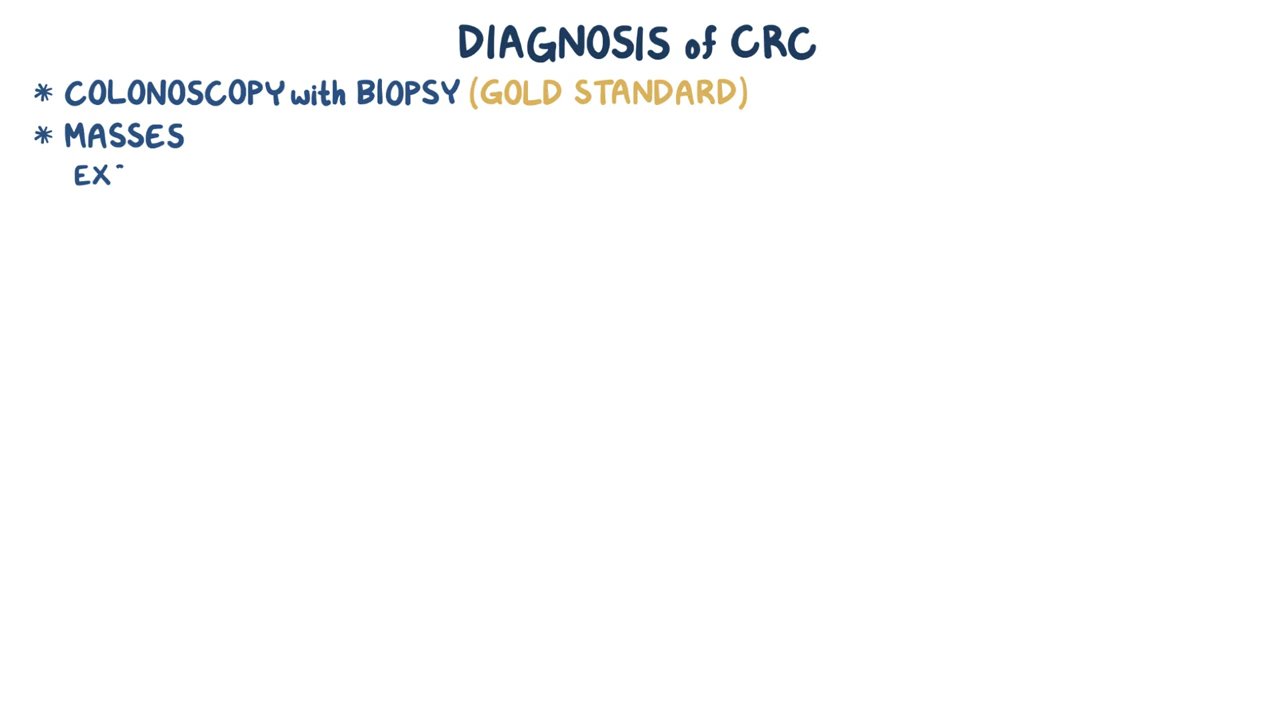 DIAGNOSIS of CRC
* COLONOSCOPY with BIOPSY (GOLD STANDARD)
* MASSES
EX